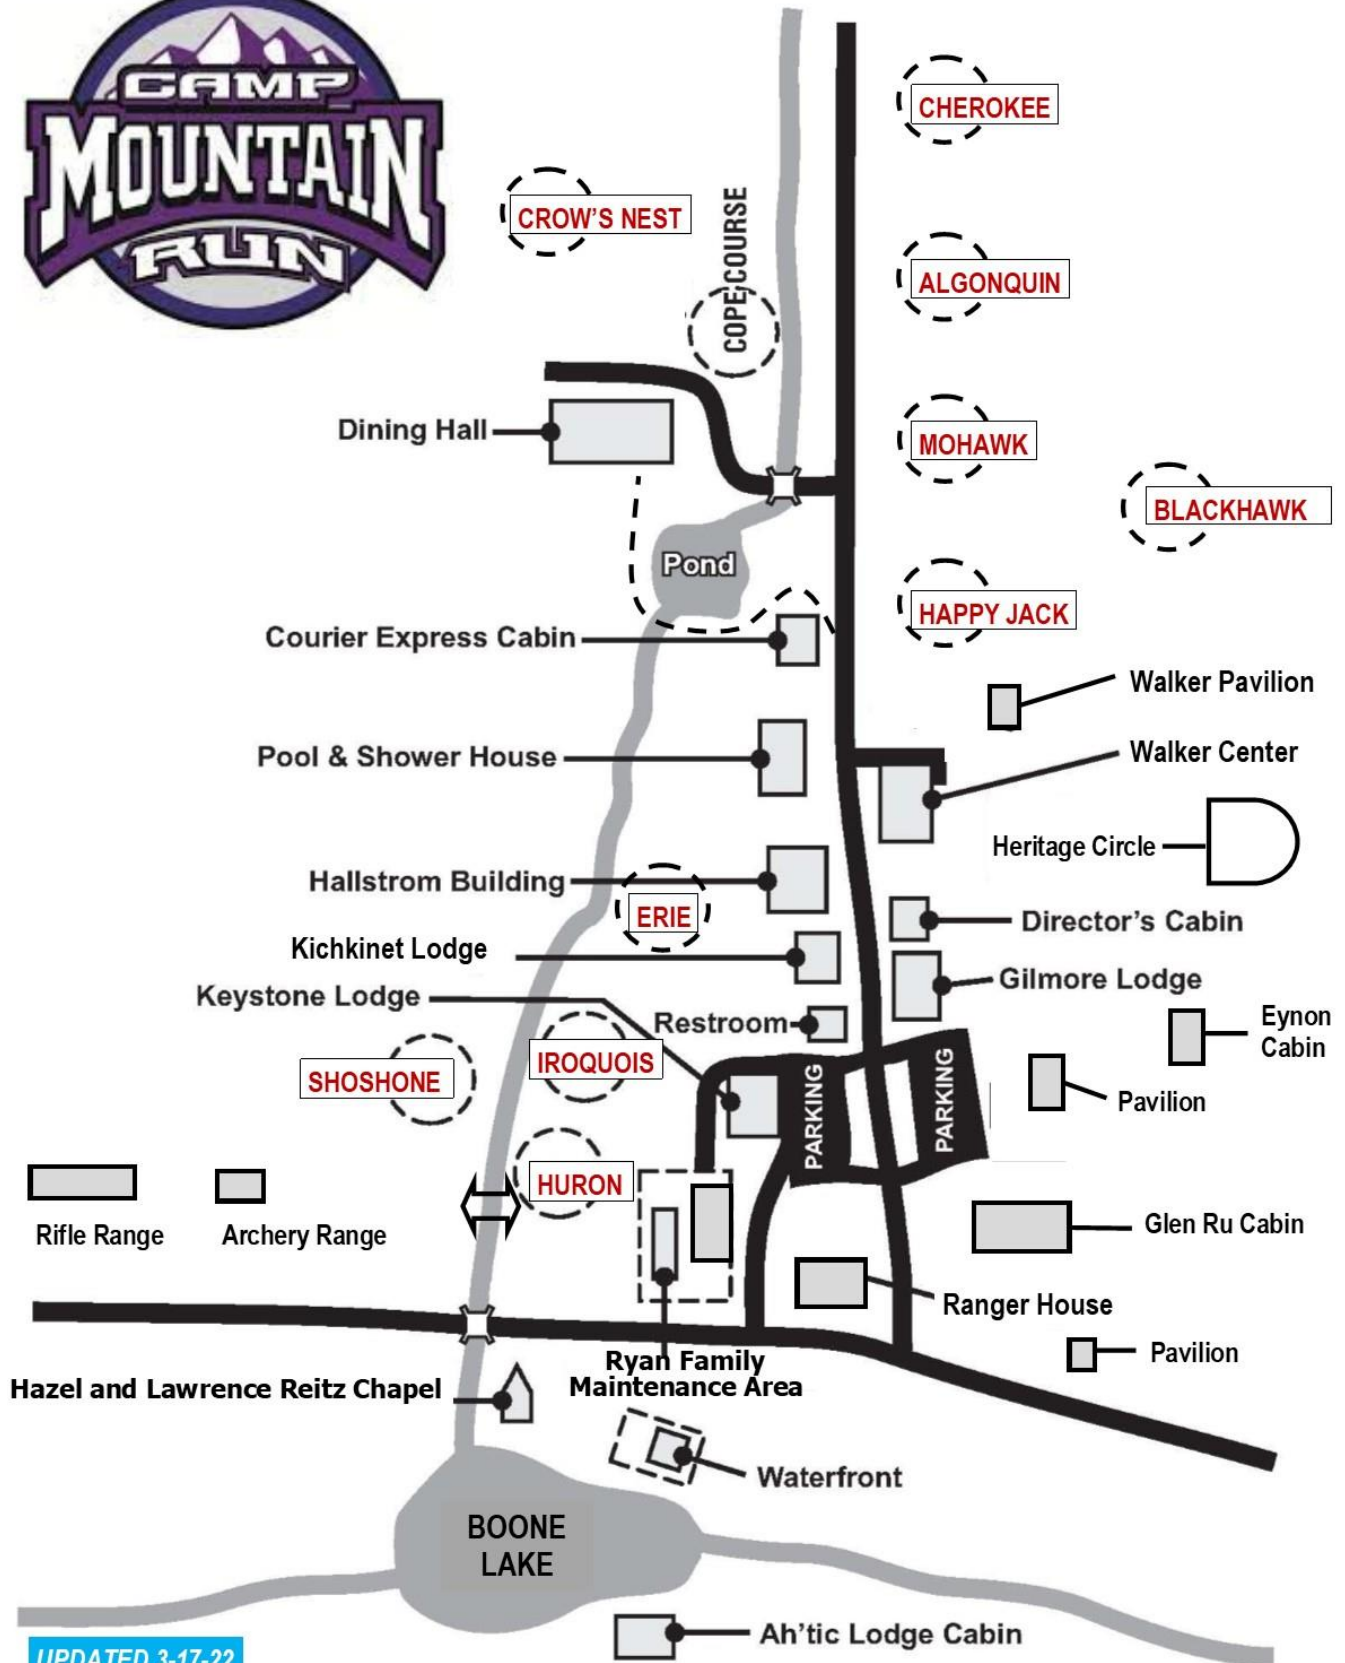 CAMP
MOUNTAIN
RUN
CHEROKEE
CROW'S NEST
COPE COURSE
ALGONQUIN
Dining Hall
MOHAWK
BLACKHAWK
Pond
HAPPY JACK
Courier Express Cabin
Walker Pavilion
Pool & Shower House
Walker Center
Heritage Circle
Hallstrom Building
ERIE
Director's Cabin
Kichkinet Lodge
Gilmore Lodge
Keystone Lodge
Restroom
Eynon
Cabin
IROQUOIS
SHOSHONE
PARKING
PARKING
Pavilion
HURON
Rifle Range
Archery Range
Glen Ru Cabin
Ranger House
Pavilion
Ryan Family
Maintenance Area
Hazel and Lawrence Reitz Chapel
Waterfront
BOONE
LAKE
Ah'tic Lodge Cabin
UPDATED 3-17-22